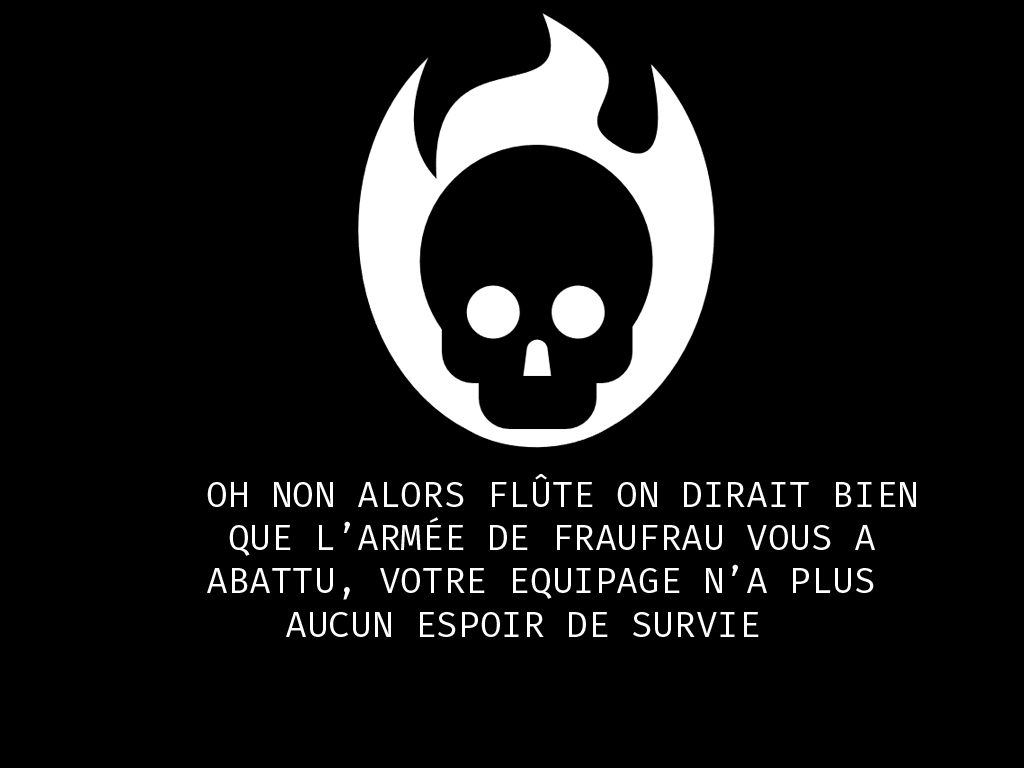 OH NON ALORS FLÛTE ON DIRAIT BIEN
QUE L’ARMÉE DE FRAUFRAU VOUS A
ABATTU, VOTRE EQUIPAGE N’A PLUS
AUCUN ESPOIR DE SURVIE